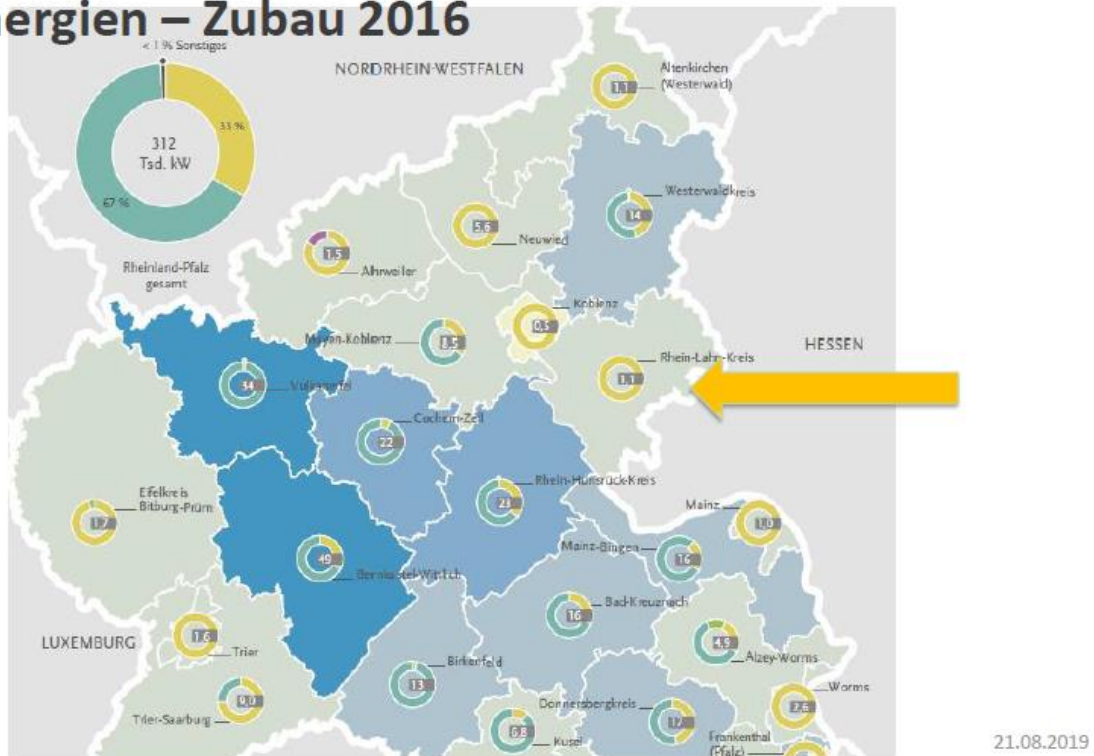 ergien – Zubau 2016
< 1 % Sonstiges
33 %
312
Tsd. kW
67 %
Rheinland-Pfalz
gesamt
NORDRHEIN-WESTFALEN
1,1
Altenkirchen
(Westerwald)
14
Westerwaldkreis
5,6
Neuwied
1,5
Ahrweiler
0,5
Koblenz
Mayen-Koblenz
8,5
HESSEN
1,1
Rhein-Lahn-Kreis
34
Vulkaneifel
22
Cochem-Zell
Rhein-Hunsrück-Kreis
Eifelkreis
Bitburg-Prüm
1,7
Mainz
1,0
49
Bernkastel-Wittlich
Mainz-Bingen
16
16
Bad-Kreuznach
LUXEMBURG
1,6
Trier
Alzey-Worms
13
Birkenfeld
9,0
Trier-Saarburg
Donnersbergkreis
17
Worms
2,6
6,8
Kusel
Frankenthal
(Pfalz)
21.08.2019